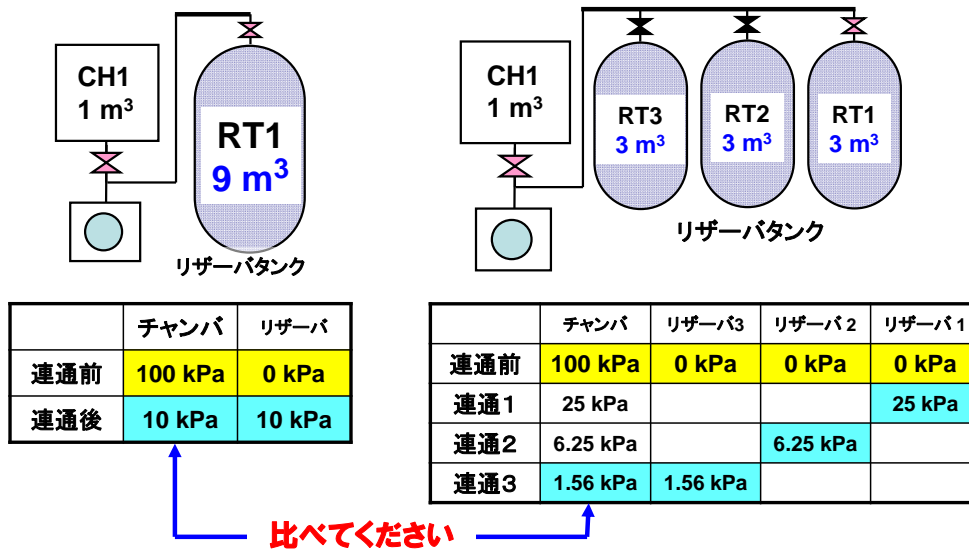 CH1
1 m³
RT1
9 m³
リザーバタンク
CH1
1 m³
RT3
3 m³
RT2
3 m³
RT1
3 m³
リザーバタンク
チャンバ リザーバ
連通前 100 kPa 0 kPa
連通後 10 kPa 10 kPa
チャンバ リザーバ3 リザーバ 2 リザーバ 1
連通前 100 kPa 0 kPa 0 kPa 0 kPa
連通1 25 kPa 25 kPa
連通2 6.25 kPa 6.25 kPa
連通3 1.56 kPa 1.56 kPa
比べてください